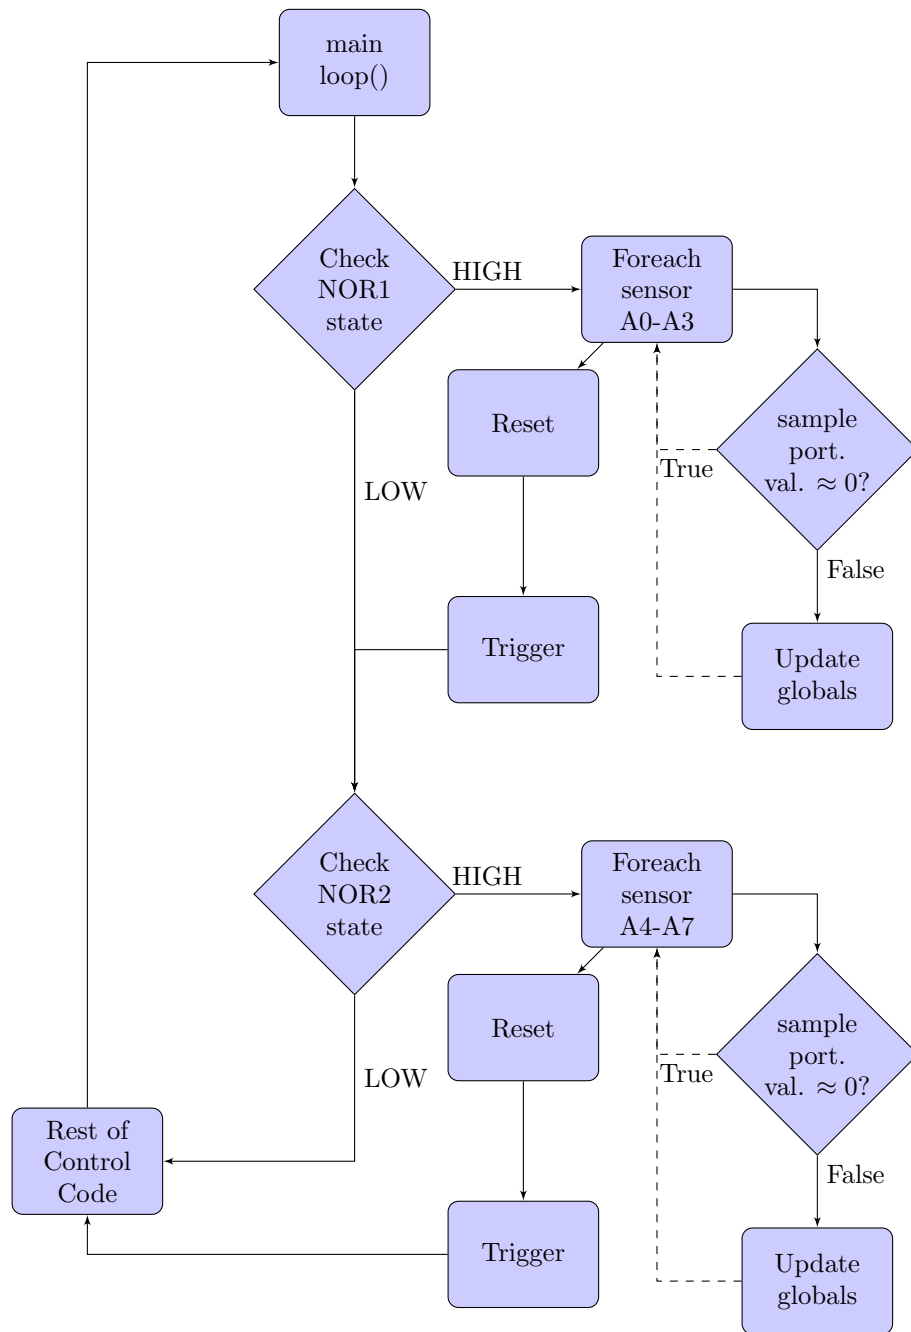 main
loop()
Check
NOR1
state
HIGH
Foreach
sensor
A0-A3
Reset
sample
port.
val. ≈ 0?
True
LOW
False
Trigger
Update
globals
Check
NOR2
state
HIGH
Foreach
sensor
A4-A7
Reset
sample
port.
val. ≈ 0?
True
LOW
Rest of
Control
Code
False
Trigger
Update
globals